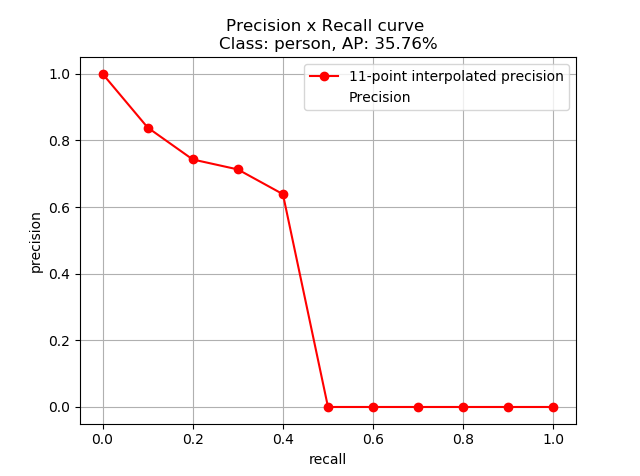 Precision x Recall curve
Class: person, AP: 35.76%
11-point interpolated precision
Precision
1.0
0.8
0.6
0.4
0.2
0.0
precision
0.0 0.2 0.4 0.6 0.8 1.0
recall